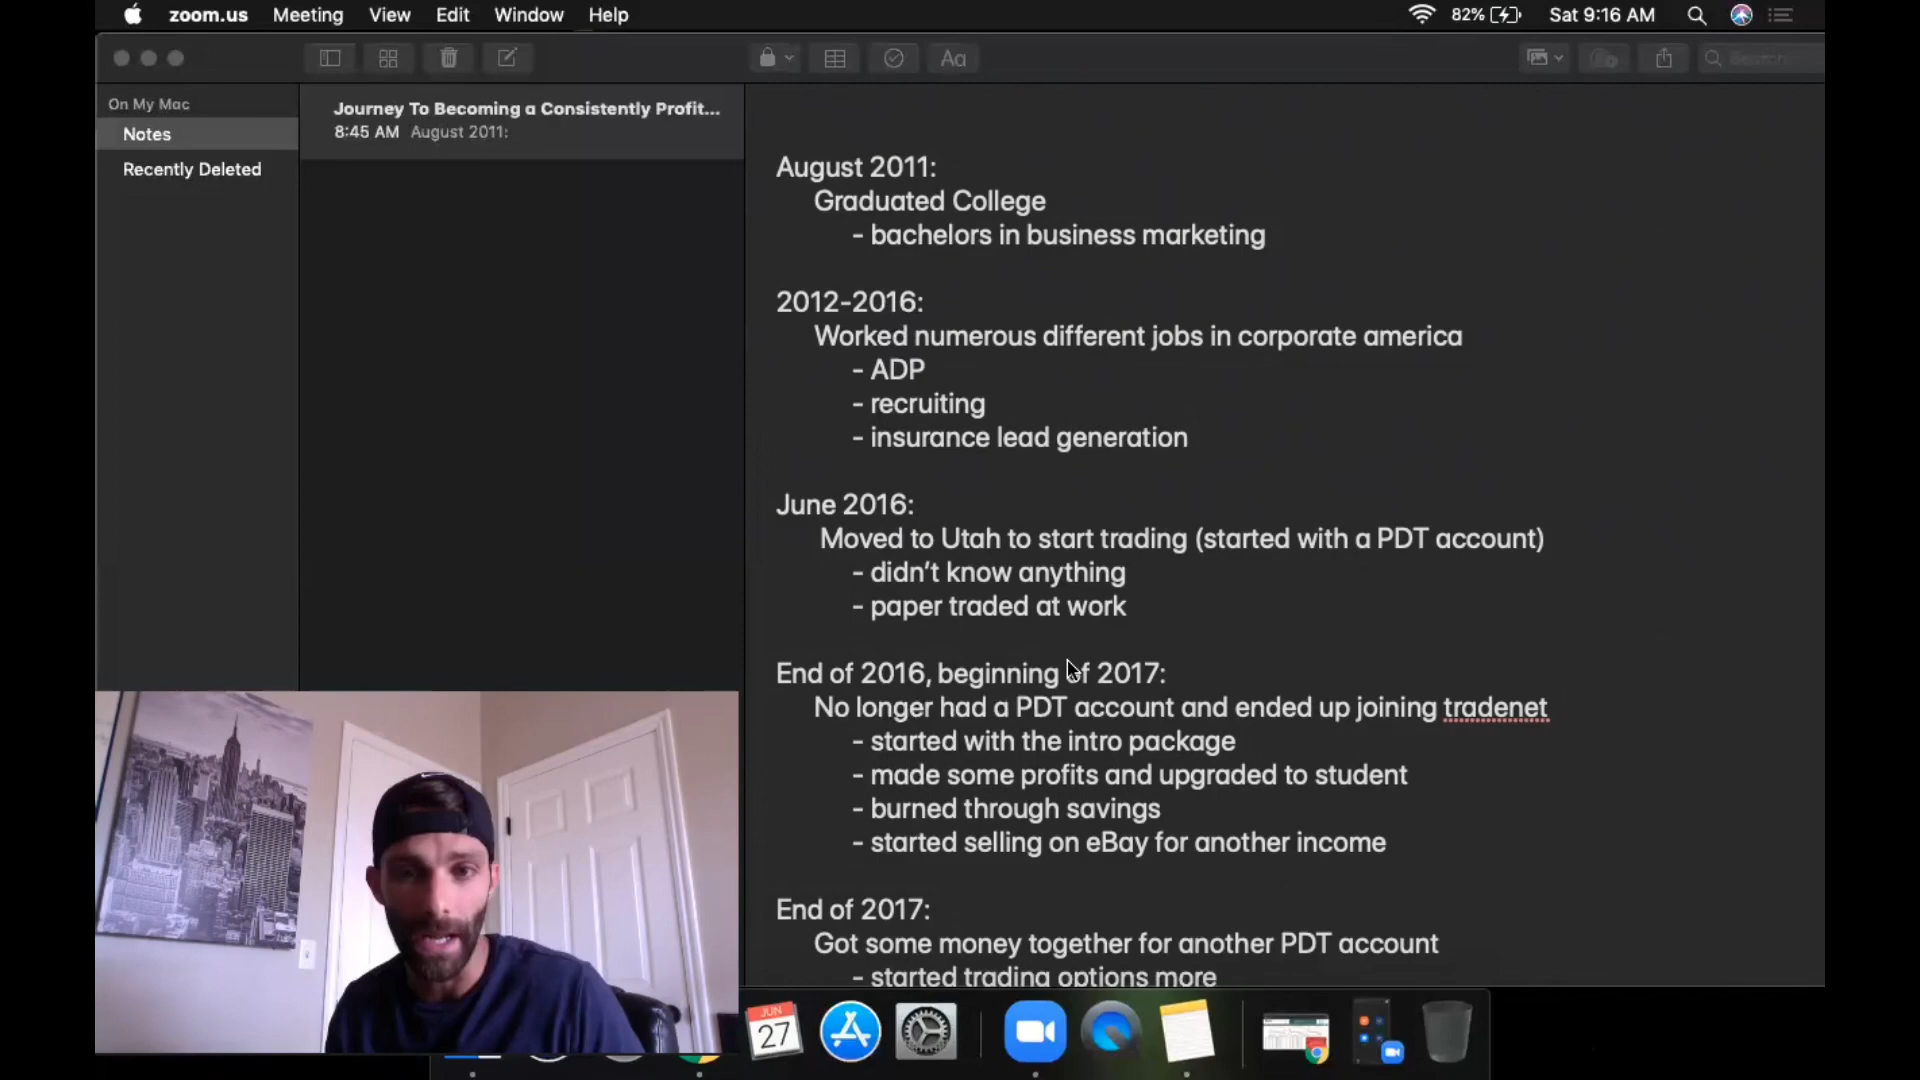 zoom.us Meeting View Edit Window Help 82% Sat 9:16 AM
Aa
Search
On My Mac
Notes
Recently Deleted
Journey To Becoming a Consistently Profit...
8:45 AM August 2011:
August 2011:
Graduated College
- bachelors in business marketing
2012-2016:
Worked numerous different jobs in corporate america
- ADP
- recruiting
- insurance lead generation
June 2016:
Moved to Utah to start trading (started with a PDT account)
- didn’t know anything
- paper traded at work
End of 2016, beginning of 2017:
No longer had a PDT account and ended up joining tradenet
- started with the intro package
- made some profits and upgraded to student
- burned through savings
- started selling on eBay for another income
End of 2017:
Got some money together for another PDT account
- started trading options more
JUN
27